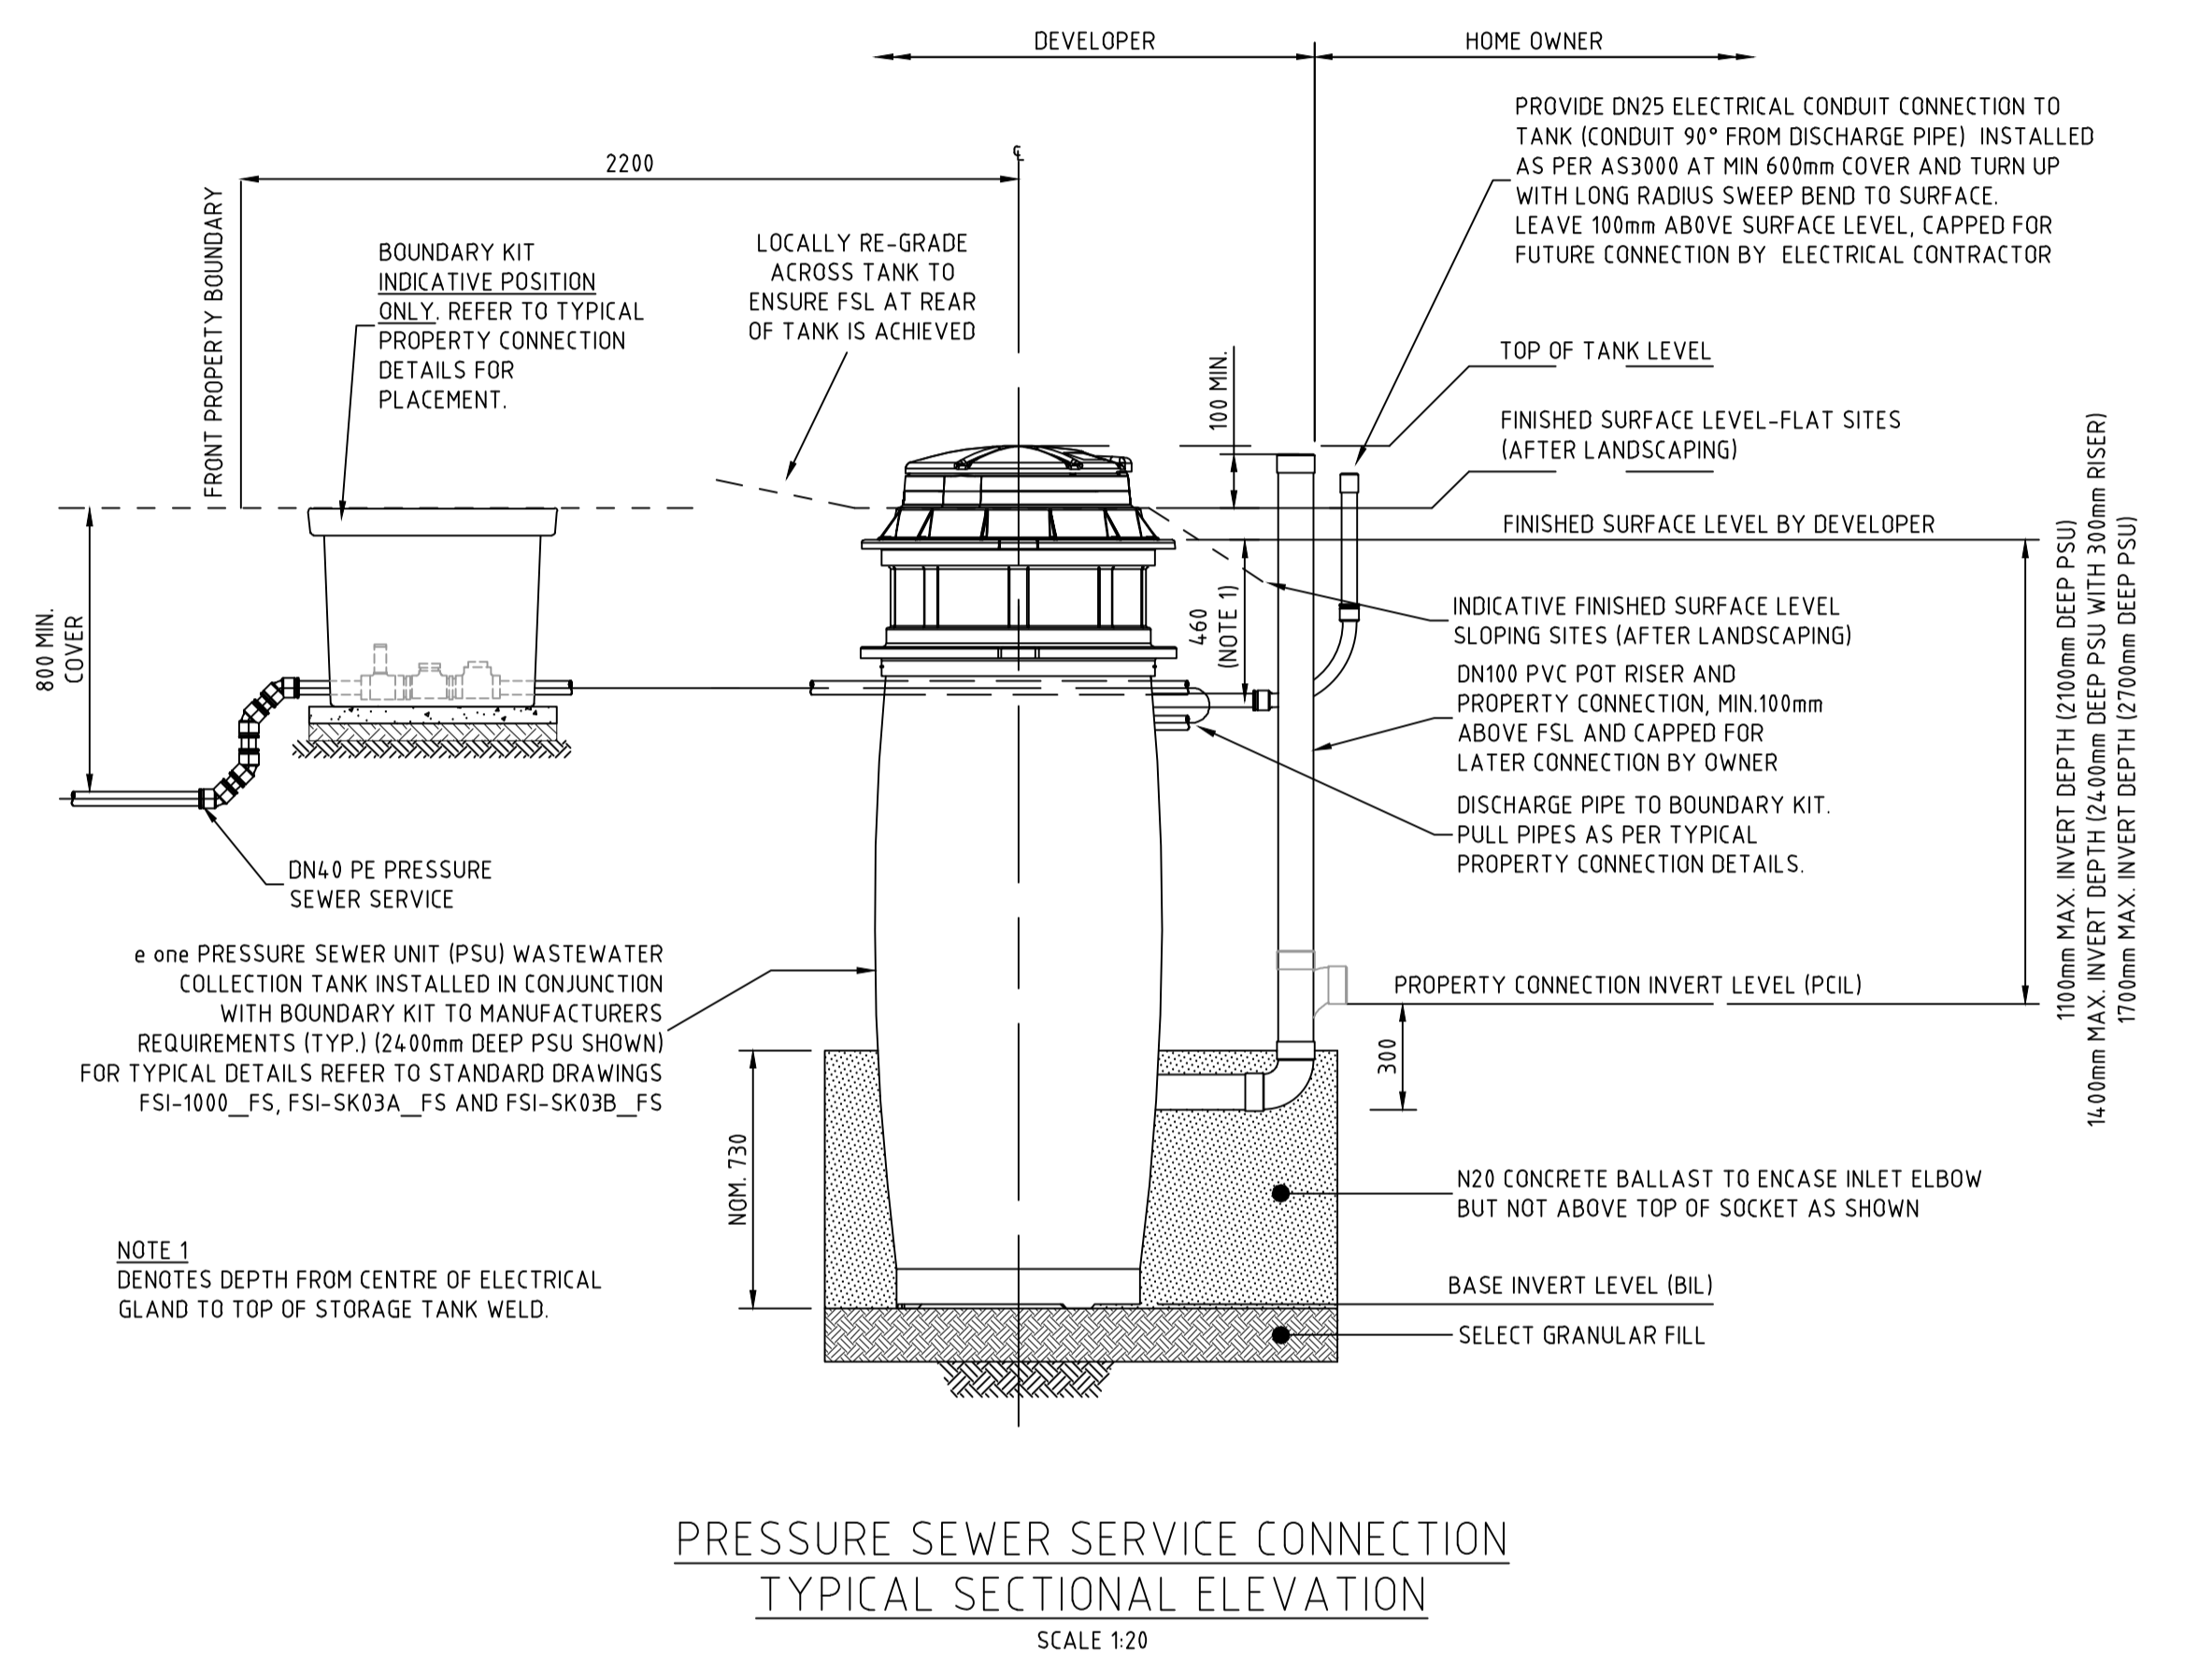 DEVELOPER
HOME OWNER
PROVIDE DN25 ELECTRICAL CONDUIT CONNECTION TO
TANK (CONDUIT 90° FROM DISCHARGE PIPE) INSTALLED
AS PER AS3000 AT MIN 600mm COVER AND TURN UP
WITH LONG RADIUS SWEEP BEND TO SURFACE.
LEAVE 100mm ABOVE SURFACE LEVEL, CAPPED FOR
FUTURE CONNECTION BY ELECTRICAL CONTRACTOR
℄
2200
FRONT PROPERTY BOUNDARY
BOUNDARY KIT
INDICATIVE POSITION
ONLY. REFER TO TYPICAL
PROPERTY CONNECTION
DETAILS FOR
PLACEMENT.
LOCALLY RE-GRADE
ACROSS TANK TO
ENSURE FSL AT REAR
OF TANK IS ACHIEVED
100 MIN.
TOP OF TANK LEVEL
FINISHED SURFACE LEVEL-FLAT SITES
(AFTER LANDSCAPING)
FINISHED SURFACE LEVEL BY DEVELOPER
800 MIN.
COVER
460
(NOTE 1)
INDICATIVE FINISHED SURFACE LEVEL
SLOPING SITES (AFTER LANDSCAPING)
DN100 PVC POT RISER AND
PROPERTY CONNECTION, MIN.100mm
ABOVE FSL AND CAPPED FOR
LATER CONNECTION BY OWNER
DISCHARGE PIPE TO BOUNDARY KIT.
PULL PIPES AS PER TYPICAL
PROPERTY CONNECTION DETAILS.
1100mm MAX. INVERT DEPTH (2100mm DEEP PSU)
1400mm MAX. INVERT DEPTH (2400mm DEEP PSU WITH 300mm RISER)
1700mm MAX. INVERT DEPTH (2700mm DEEP PSU)
DN40 PE PRESSURE
SEWER SERVICE
e one PRESSURE SEWER UNIT (PSU) WASTEWATER
COLLECTION TANK INSTALLED IN CONJUNCTION
WITH BOUNDARY KIT TO MANUFACTURERS
REQUIREMENTS (TYP.) (2400mm DEEP PSU SHOWN)
FOR TYPICAL DETAILS REFER TO STANDARD DRAWINGS
FSI-1000__FS, FSI-SK03A__FS AND FSI-SK03B__FS
PROPERTY CONNECTION INVERT LEVEL (PCIL)
300
NOM. 730
N20 CONCRETE BALLAST TO ENCASE INLET ELBOW
BUT NOT ABOVE TOP OF SOCKET AS SHOWN
NOTE 1
DENOTES DEPTH FROM CENTRE OF ELECTRICAL
GLAND TO TOP OF STORAGE TANK WELD.
BASE INVERT LEVEL (BIL)
SELECT GRANULAR FILL
PRESSURE SEWER SERVICE CONNECTION
TYPICAL SECTIONAL ELEVATION
SCALE 1:20